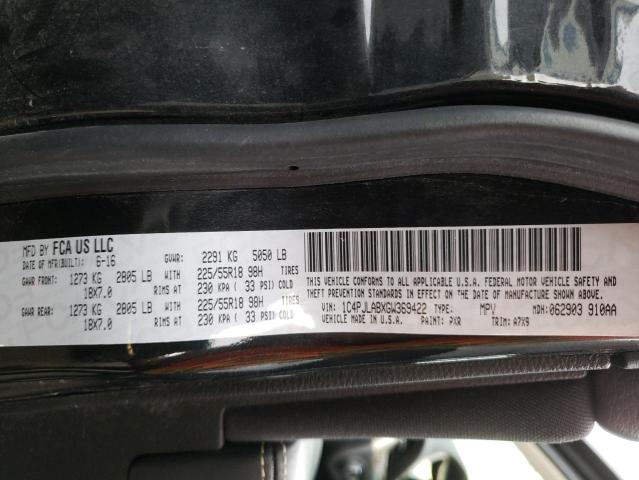 MFD BY FCA US LLC
DATE OF MFR(BUILT): 6-16 GVWR: 2291 KG 5050 LB
GAWR FRONT: 1273 KG 2805 LB WITH 225/55R18 98H TIRES
18X7.0 RIMS AT 230 KPA ( 33 PSI) COLD
GAWR REAR: 1273 KG 2805 LB WITH 225/55R18 98H TIRES
18X7.0 RIMS AT 230 KPA ( 33 PSI) COLD
THIS VEHICLE CONFORMS TO ALL APPLICABLE U.S.A. FEDERAL MOTOR VEHICLE SAFETY AND
THEFT PREVENTION STANDARDS IN EFFECT ON THE DATE OF MANUFACTURE SHOWN ABOVE.
VIN: 1C4PJLABXGW369422 TYPE: MPV MDH: 062903 910AA
VEHICLE MADE IN U.S.A. PAINT: PXR TRIM: A7X9